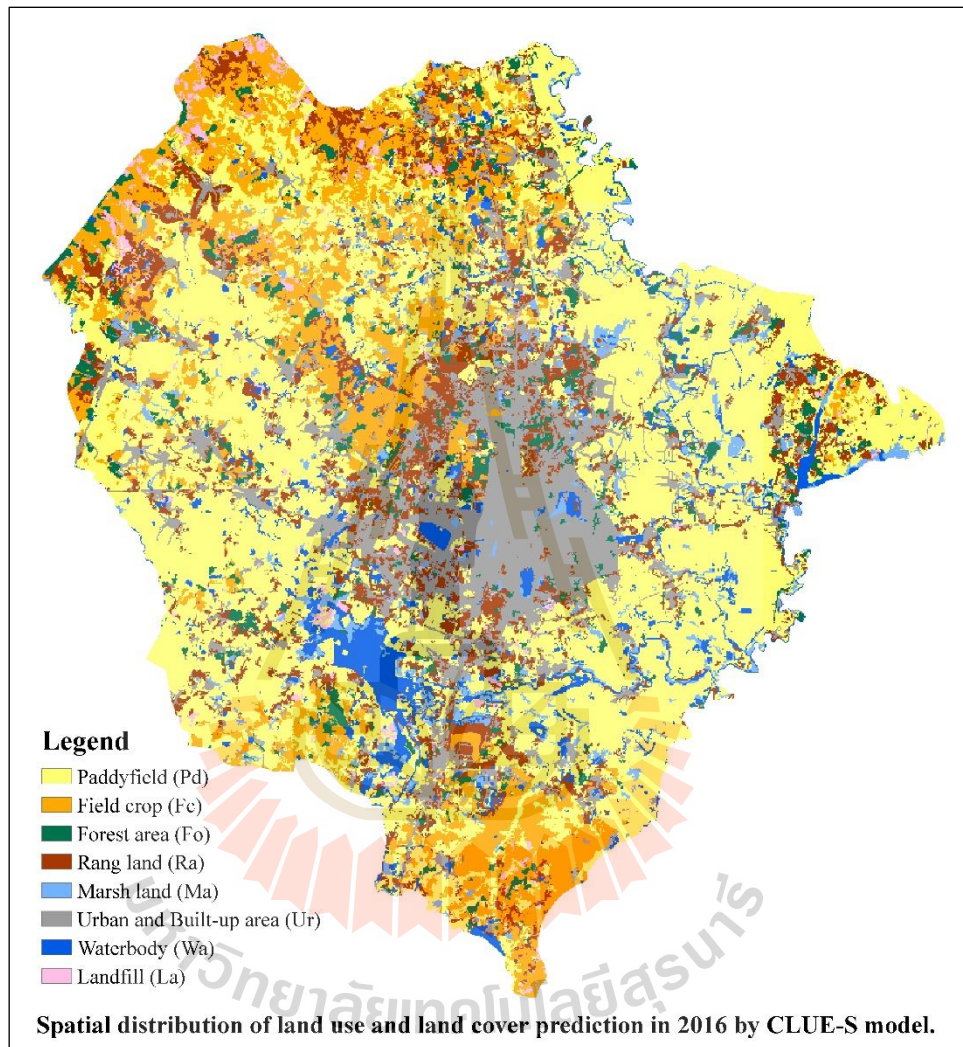 Legend
Paddyfield (Pd)
Field crop (Fc)
Forest area (Fo)
Rang land (Ra)
Marsh land (Ma)
Urban and Built-up area (Ur)
Waterbody (Wa)
Landfill (La)
มหาวิทยาลัยเทคโนโลยีสุรนารี
Spatial distribution of land use and land cover prediction in 2016 by CLUE-S model.